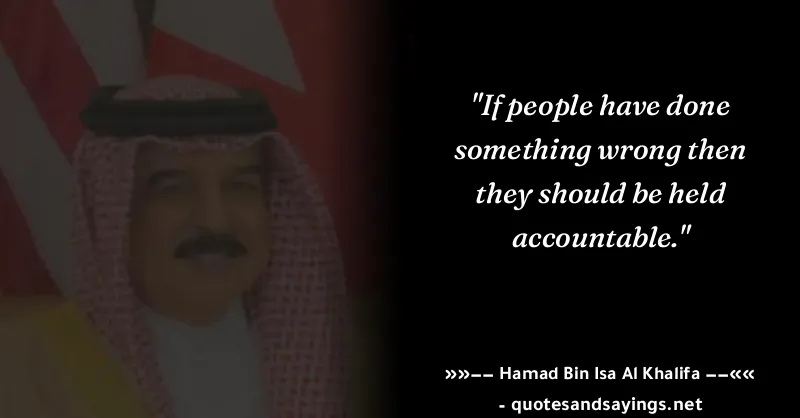 "If people have done
something wrong then
they should be held
accountable."
»»–– Hamad Bin Isa Al Khalifa ––««
- quotesandsayings.net